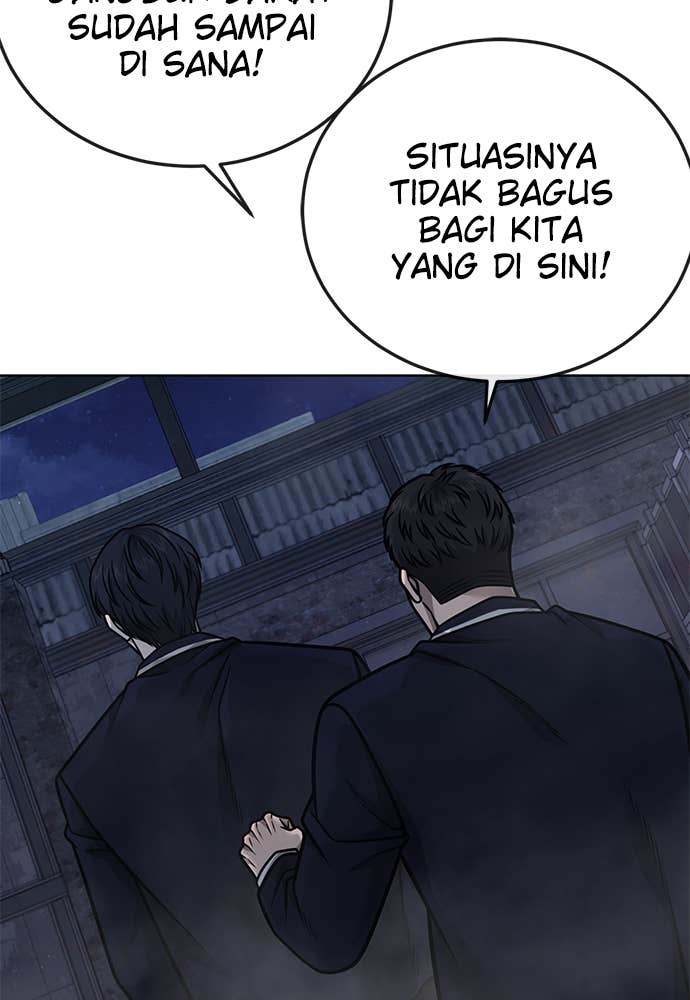 SUDAH SAMPAI
DI SANA!
SITUASINYA
TIDAK BAGUS
BAGI KITA
YANG DI SINI!